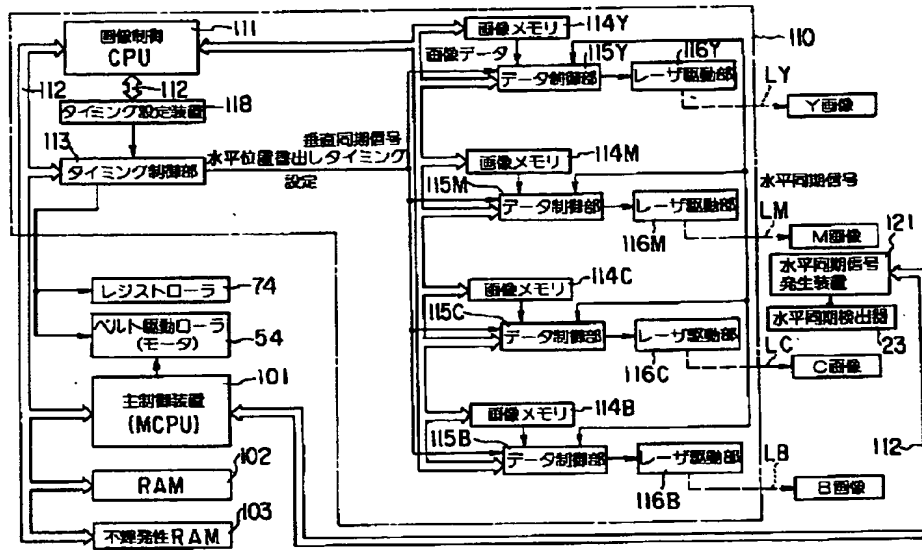 画像制御
CPU
111
112
112
118
タイミング設定装置
113
タイミング制御部
垂直同期信号
水平位置書出しタイミング
設定
レジストローラ
74
ベルト駆動ローラ
(モータ)
54
主制御装置
(MCPU)
101
RAM
102
不揮発性RAM
103
画像メモリ
114Y
画像データ
115Y
データ制御部
116Y
レーザ駆動部
LY
Y画像
110
画像メモリ
114M
115M
データ制御部
レーザ駆動部
116M
水平同期信号
LM
M画像
121
水平同期信号
発生装置
水平同期検出器
23
画像メモリ
114C
115C
データ制御部
レーザ駆動部
116C
LC
C画像
画像メモリ
114B
115B
データ制御部
レーザ駆動部
116B
LB
B画像
112